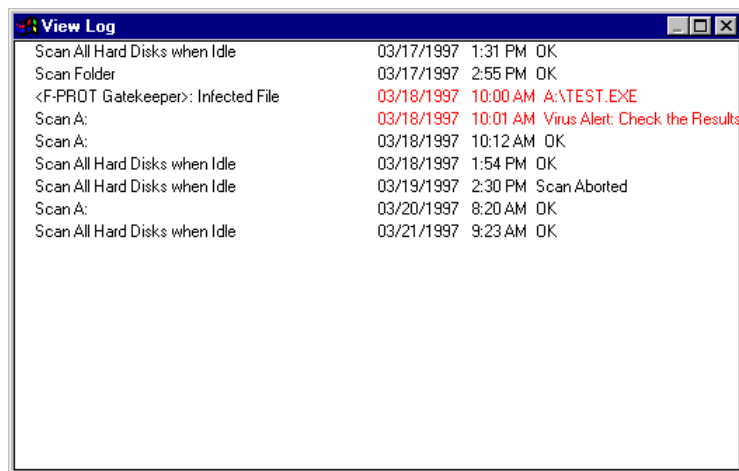 View Log
Scan All Hard Disks when Idle 03/17/1997 1:31 PM OK
Scan Folder 03/17/1997 2:55 PM OK
<F-PROT Gatekeeper>: Infected File 03/18/1997 10:00 AM A:\TEST.EXE
Scan A: 03/18/1997 10:01 AM Virus Alert: Check the Results
Scan A: 03/18/1997 10:12 AM OK
Scan All Hard Disks when Idle 03/18/1997 1:54 PM OK
Scan All Hard Disks when Idle 03/19/1997 2:30 PM Scan Aborted
Scan A: 03/20/1997 8:20 AM OK
Scan All Hard Disks when Idle 03/21/1997 9:23 AM OK